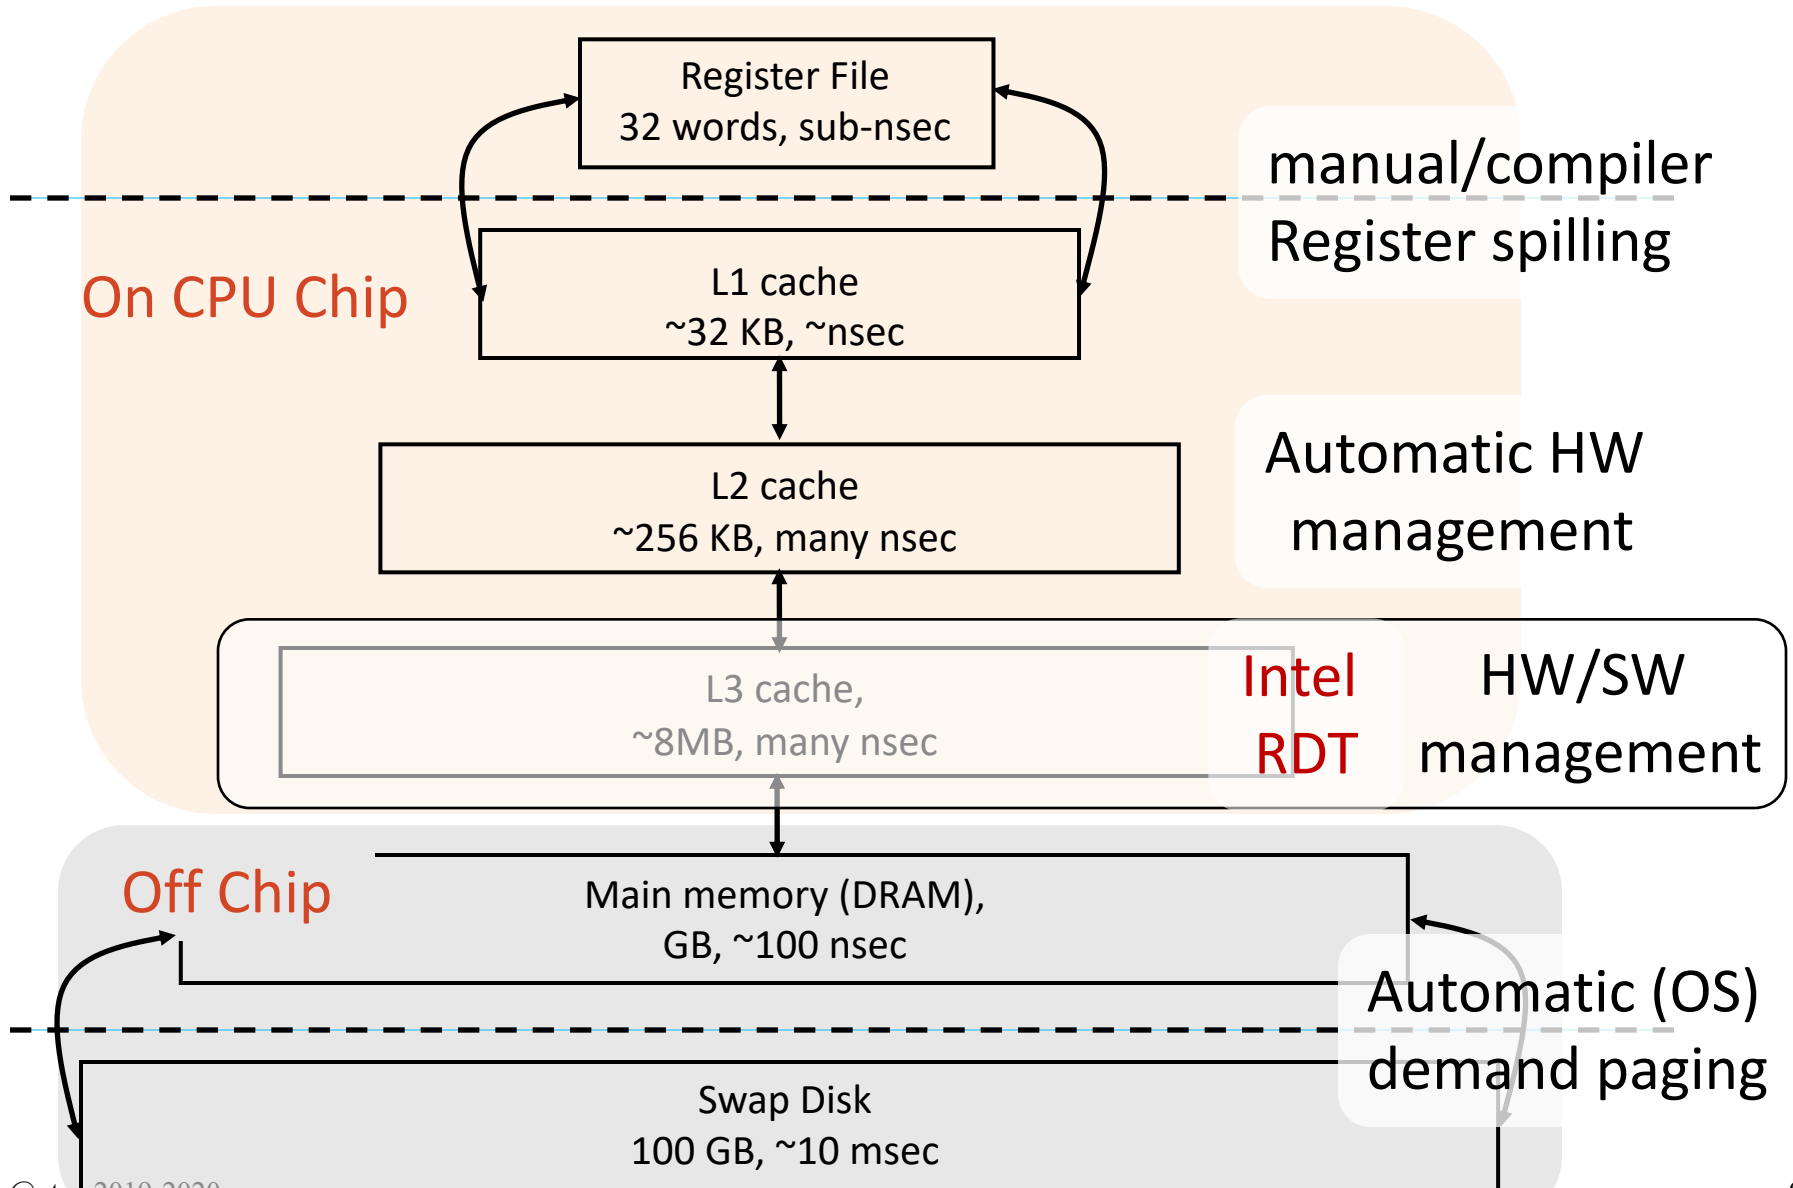 Register File
32 words, sub-nsec
manual/compiler
Register spilling
On CPU Chip
L1 cache
~32 KB, ~nsec
Automatic HW
management
L2 cache
~256 KB, many nsec
L3 cache,
~8MB, many nsec
Intel
RDT
HW/SW
management
Off Chip
Main memory (DRAM),
GB, ~100 nsec
Automatic (OS)
demand paging
Swap Disk
100 GB, ~10 msec
2019-2020